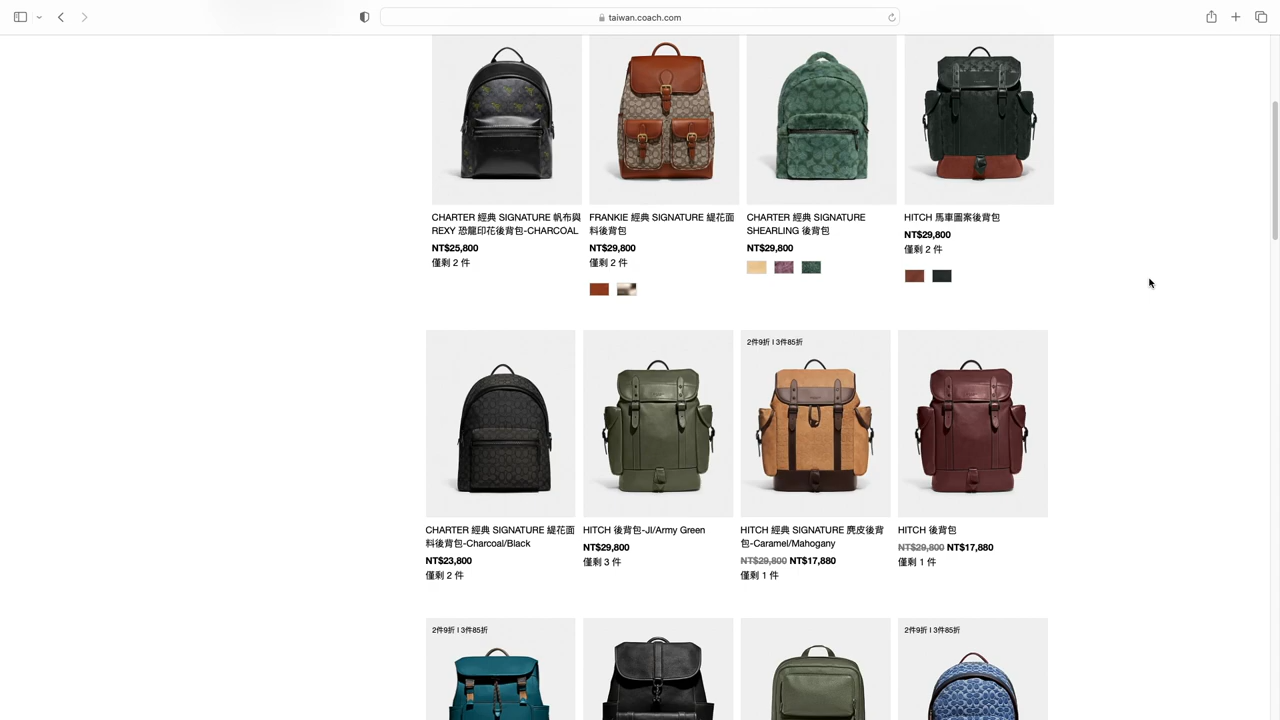 taiwan.coach.com
CHARTER 經典 SIGNATURE 帆布與
REXY 恐龍印花後背包-CHARCOAL
NT$25,800
僅剩 2 件
FRANKIE 經典 SIGNATURE 緹花面
料後背包
NT$29,800
僅剩 2 件
CHARTER 經典 SIGNATURE
SHEARLING 後背包
NT$29,800
HITCH 馬車圖案後背包
NT$29,800
僅剩 2 件
CHARTER 經典 SIGNATURE 緹花面
料後背包-Charcoal/Black
NT$23,800
僅剩 2 件
HITCH 後背包-JI/Army Green
NT$29,800
僅剩 3 件
2件9折 I 3件85折
HITCH 經典 SIGNATURE 麂皮後背
包-Caramel/Mahogany
NT$29,800 NT$17,880
僅剩 1 件
HITCH 後背包
NT$29,800 NT$17,880
僅剩 1 件
2件9折 I 3件85折
2件9折 I 3件85折